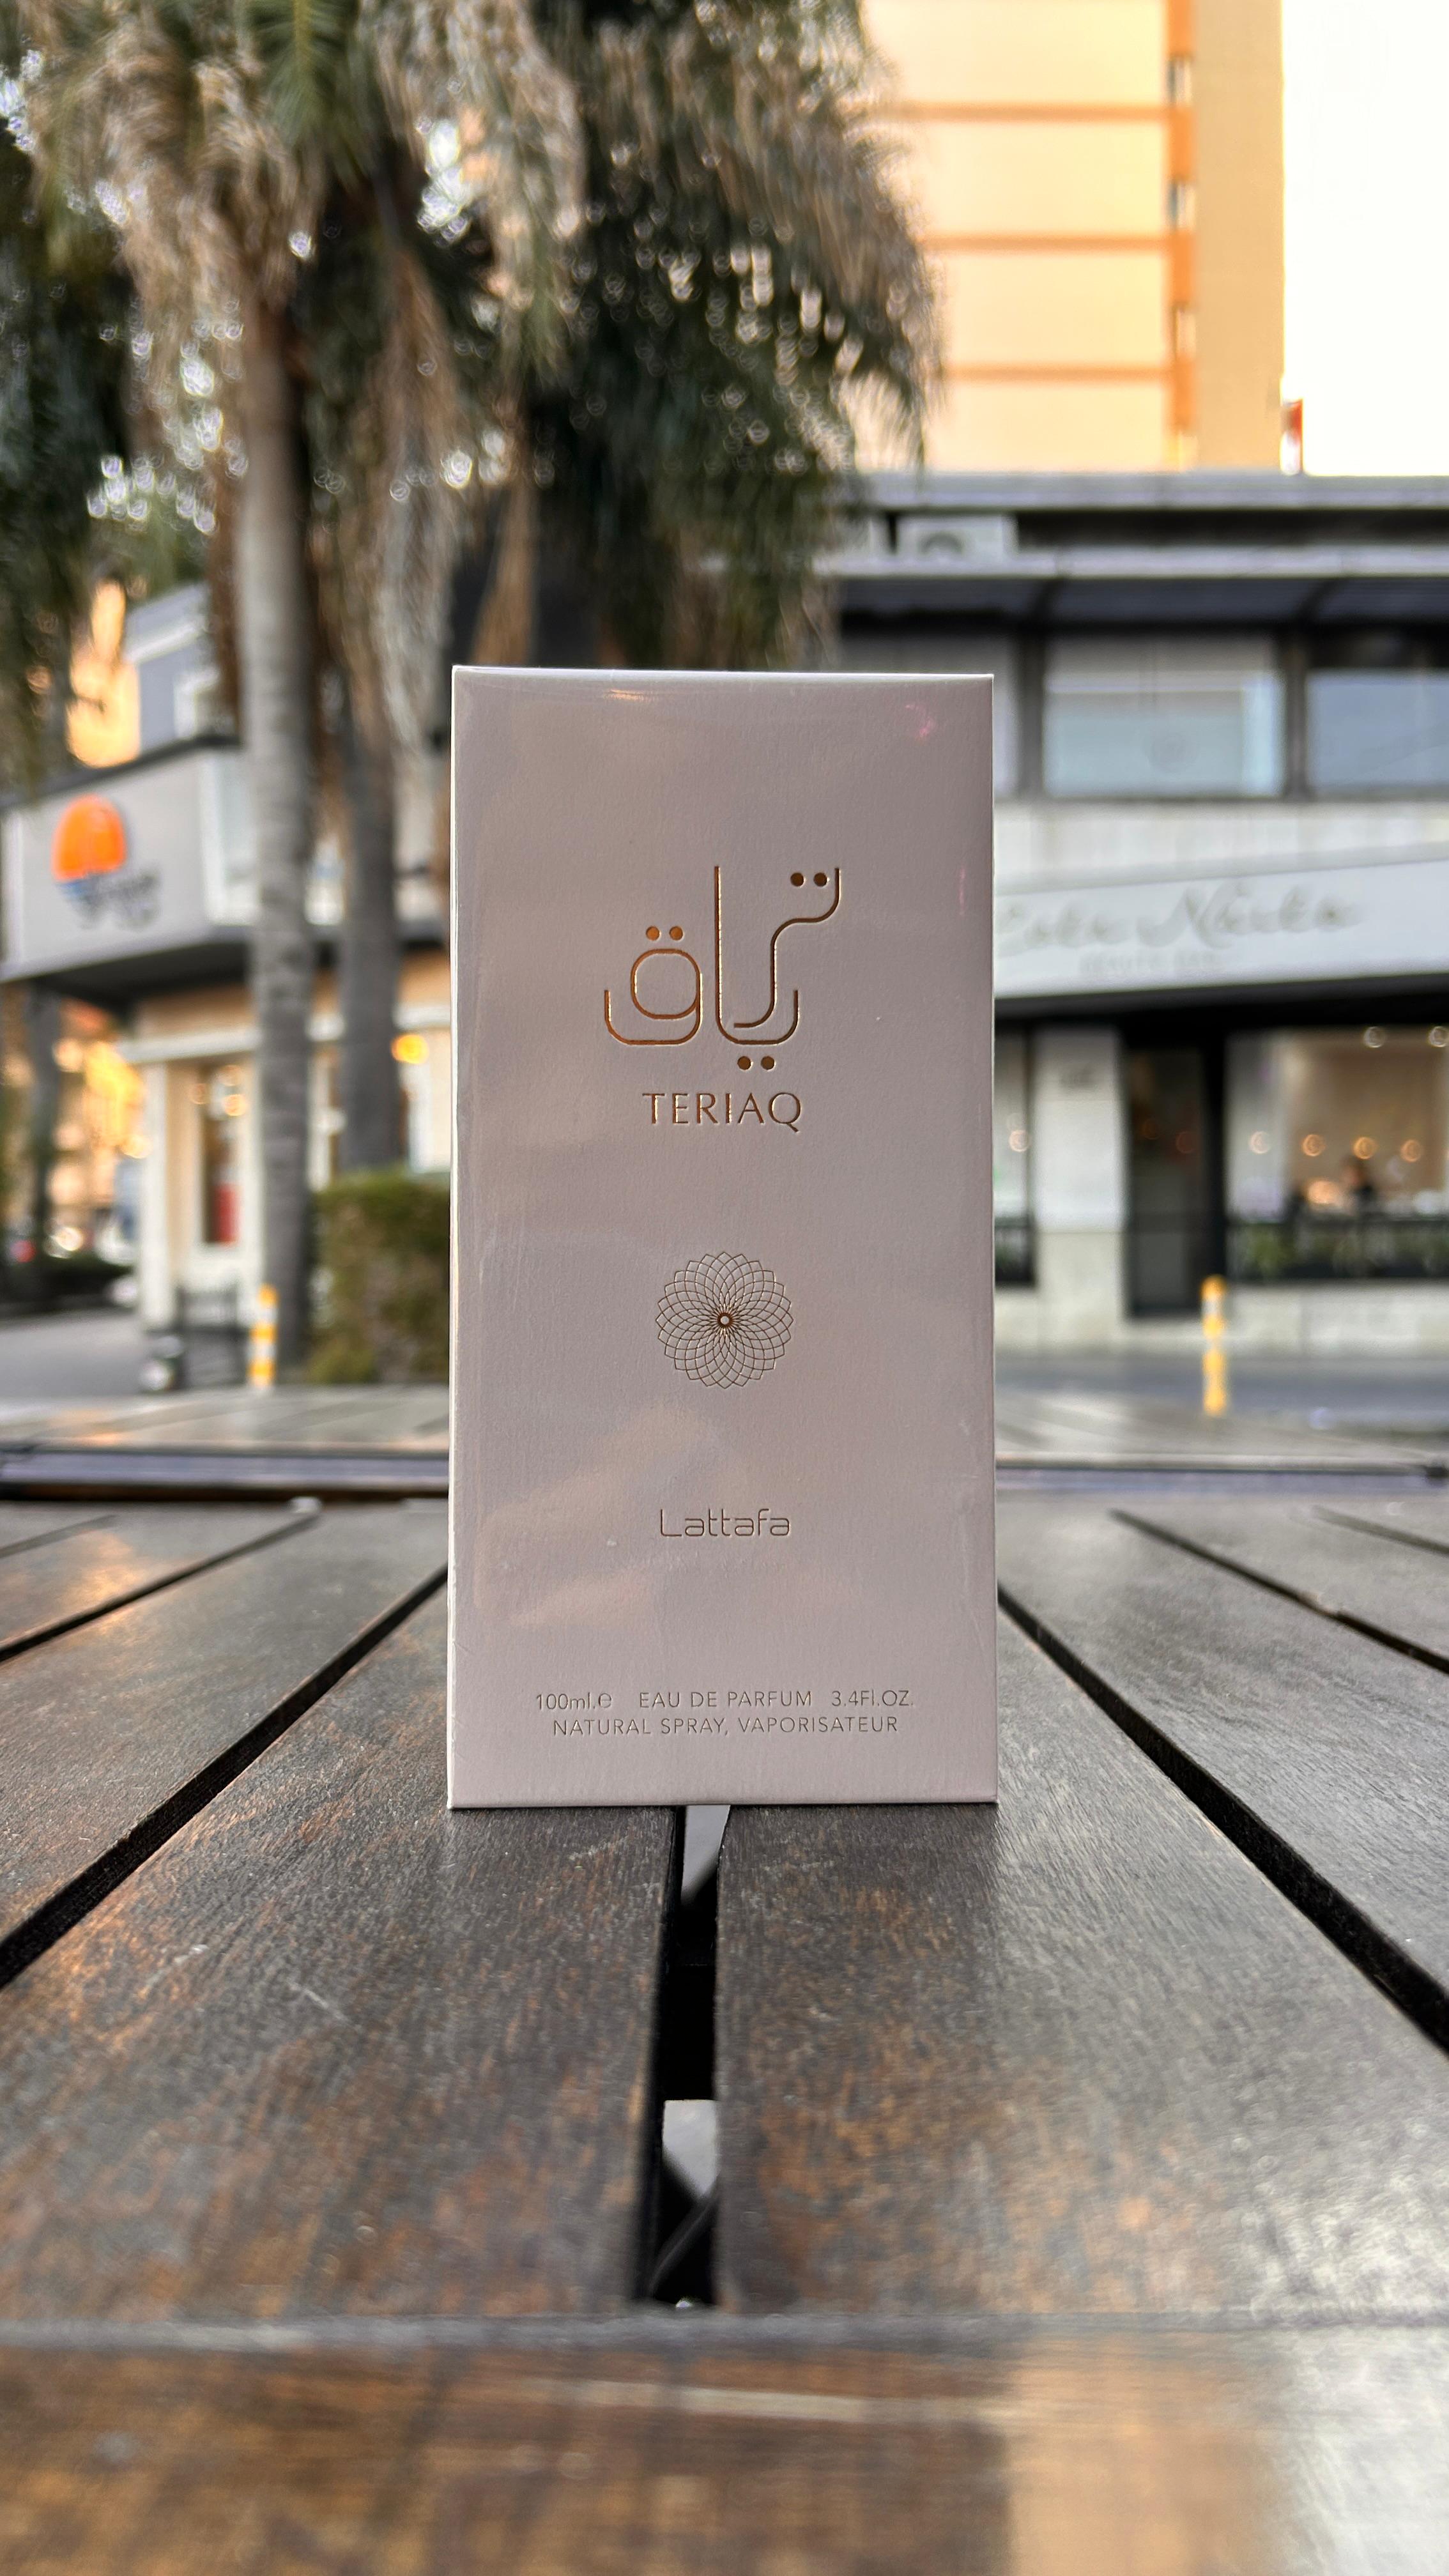 ترياق
TERIAQ
Lattafa
100ml.e EAU DE PARFUM 3.4Fl.OZ.
NATURAL SPRAY, VAPORISATEUR